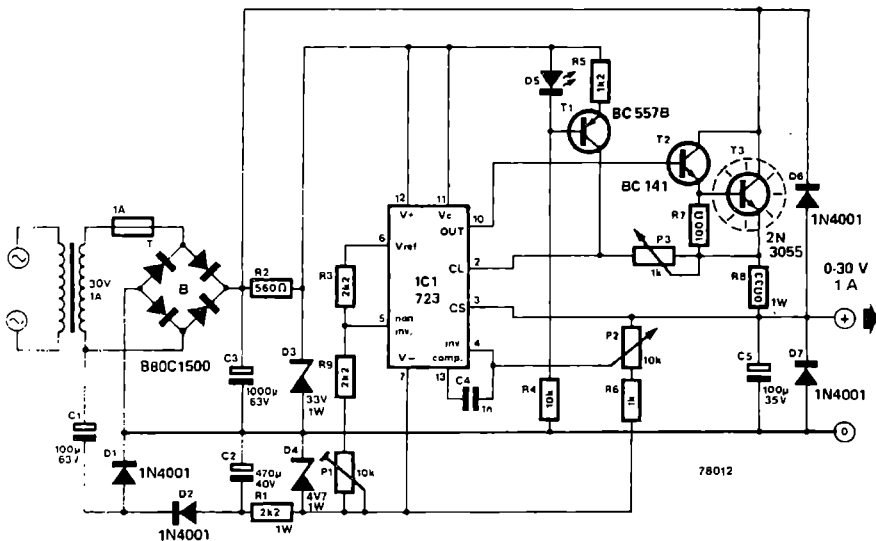 D5
R5
1k2
T1
BC 557B
T2
T3
BC 141
D6
1N4001
1A
T
12
11
V+
Vc
OUT
10
6
Vref
R7
100Ω
2N
3055
P3
1k
30V
1A
B
R2
560Ω
R3
2k2
CL
2
1C1
723
CS
3
R8
0Ω33
1W
0-30 V
1 A
+
5
non
inv.
inv
4
comp.
V-
7
13
P2
10k
B80C1500
C3
1000µ
63V
D3
33V
1W
R9
2k2
C4
1n
R4
10k
R6
1k
C5
100µ
35V
D7
1N4001
0
C1
100µ
63V
D1
1N4001
C2
470µ
40V
D4
4V7
1W
P1
10k
78012
D2
1N4001
R1
2k2
1W